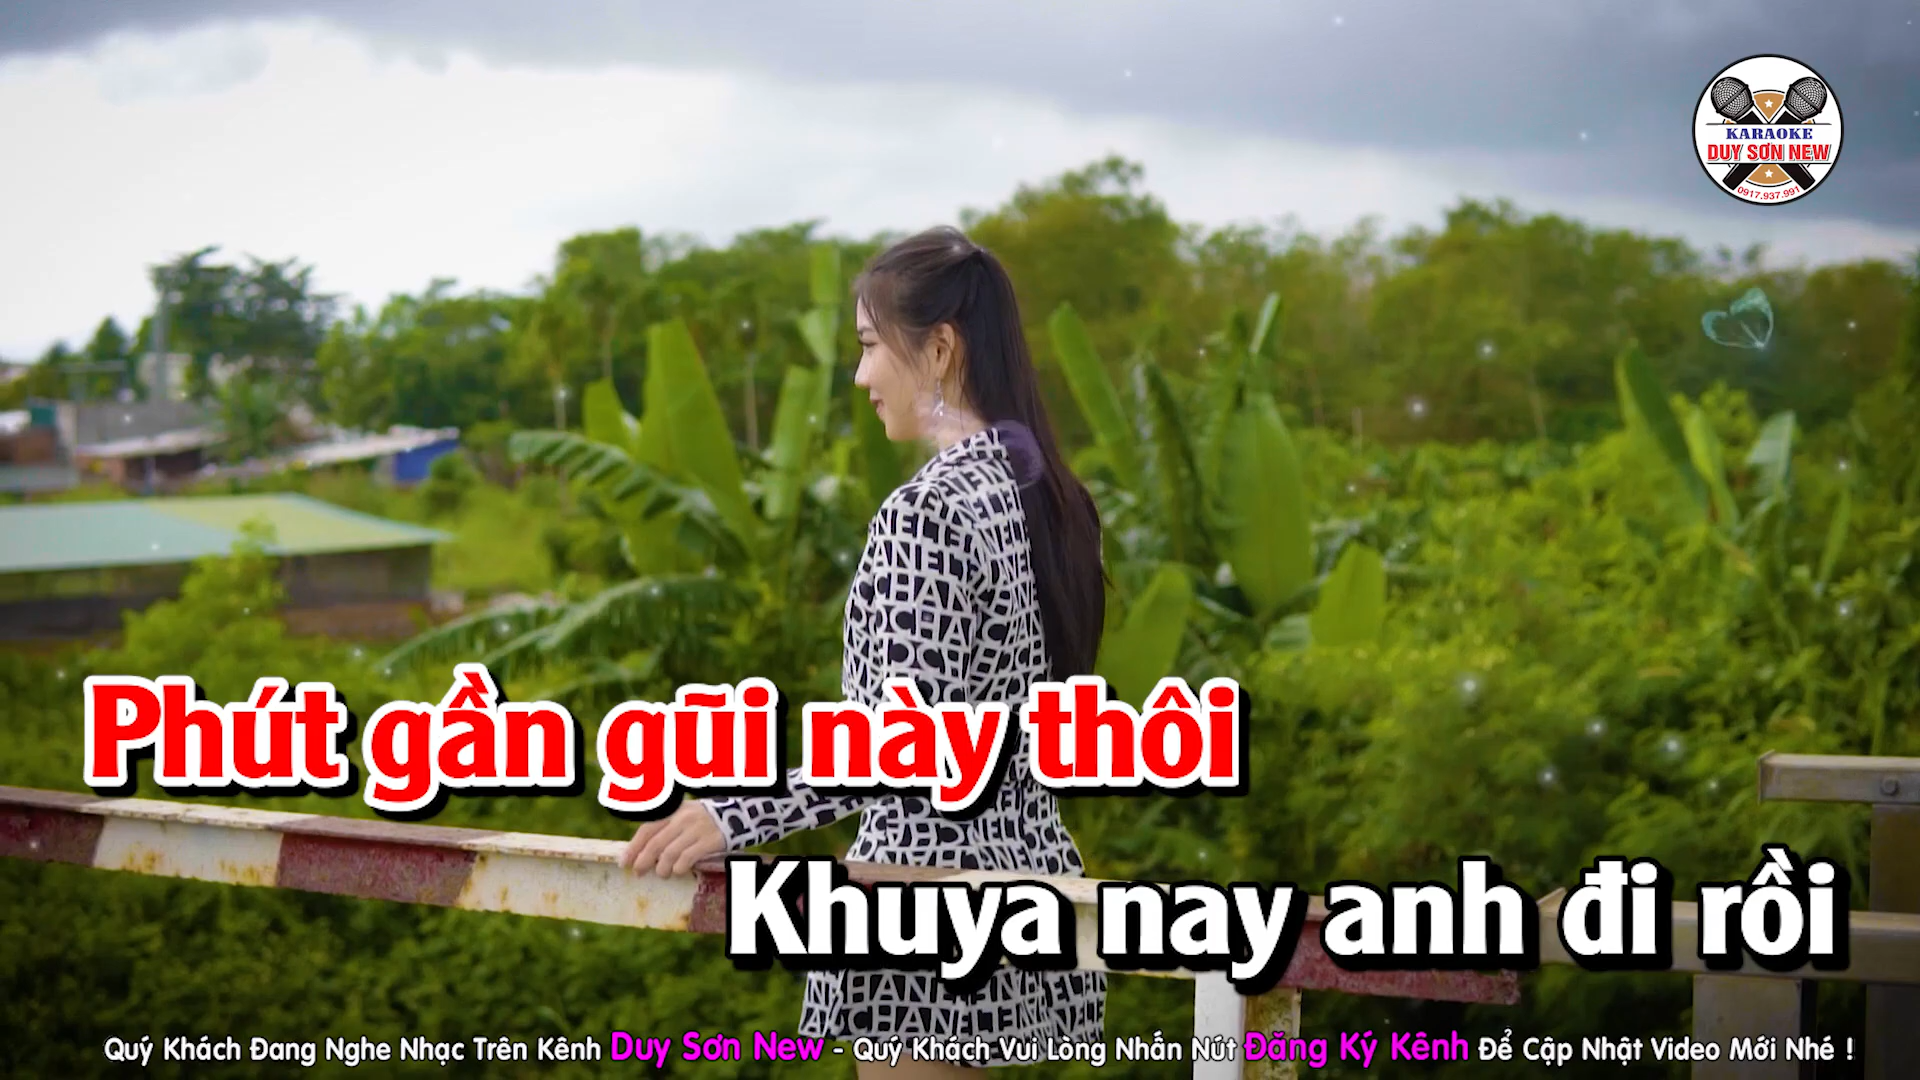 KARAOKE
DUY SƠN NEW
0917.937.991
Phút gần gũi này thôi
Khuya nay anh đi rồi
Quý Khách Đang Nghe Nhạc Trên Kênh Duy Sơn New - Quý Khách Vui Lòng Nhấn Nút Đăng Ký Kênh Để Cập Nhật Video Mới Nhé !